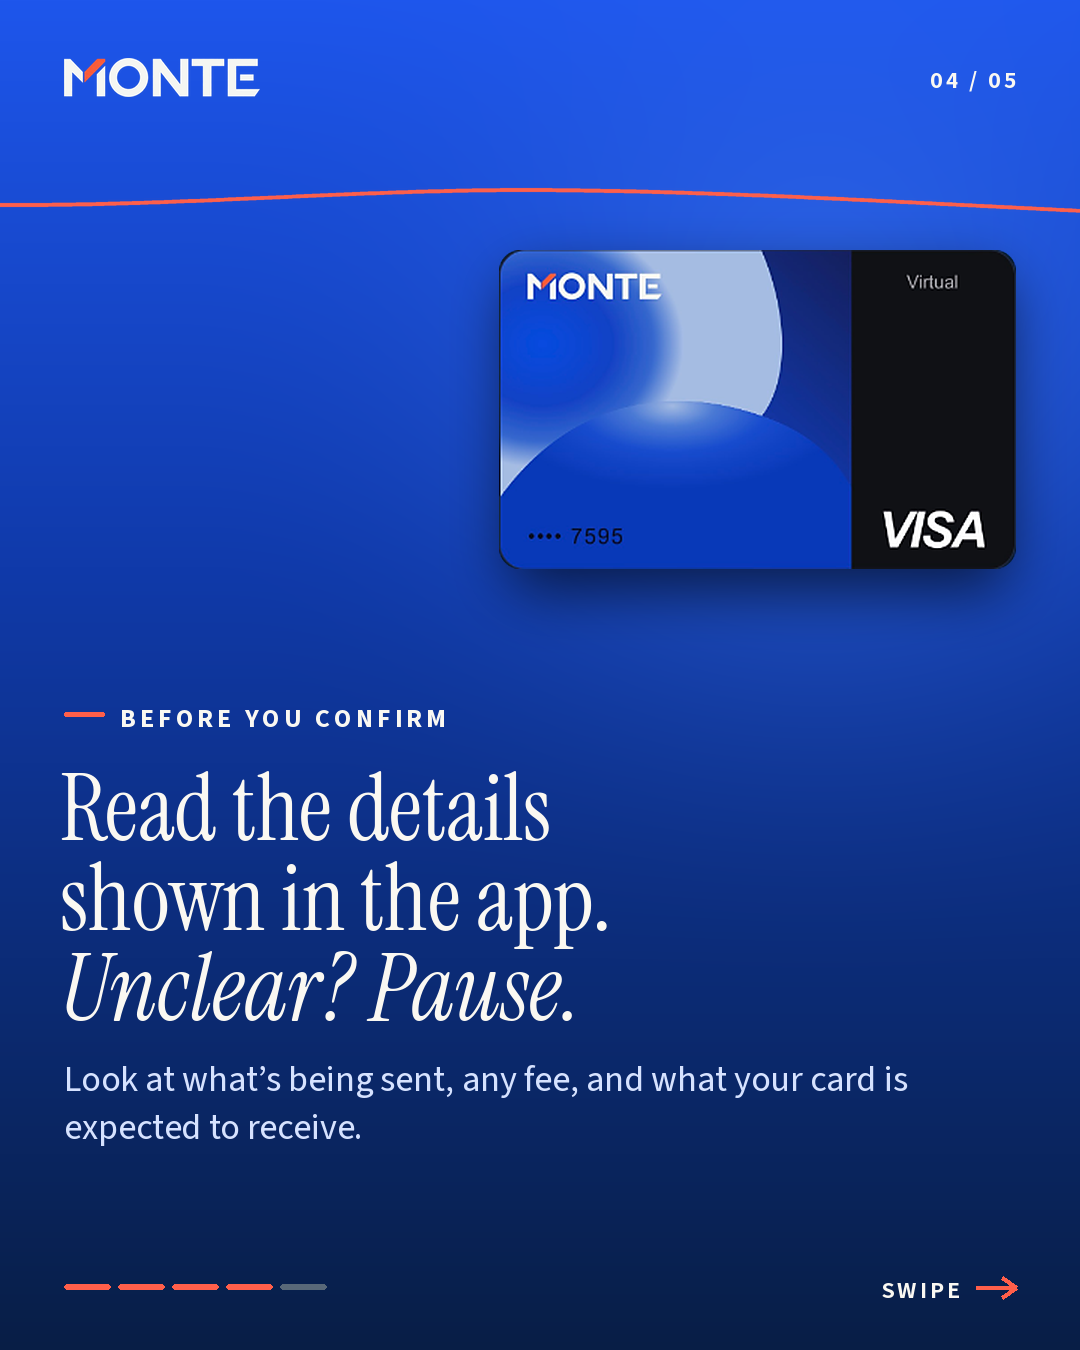 MONTE
04 / 05
MONTE
Virtual
•••• 7595
VISA
BEFORE YOU CONFIRM
Read the details
shown in the app.
Unclear? Pause.
Look at what’s being sent, any fee, and what your card is
expected to receive.
SWIPE